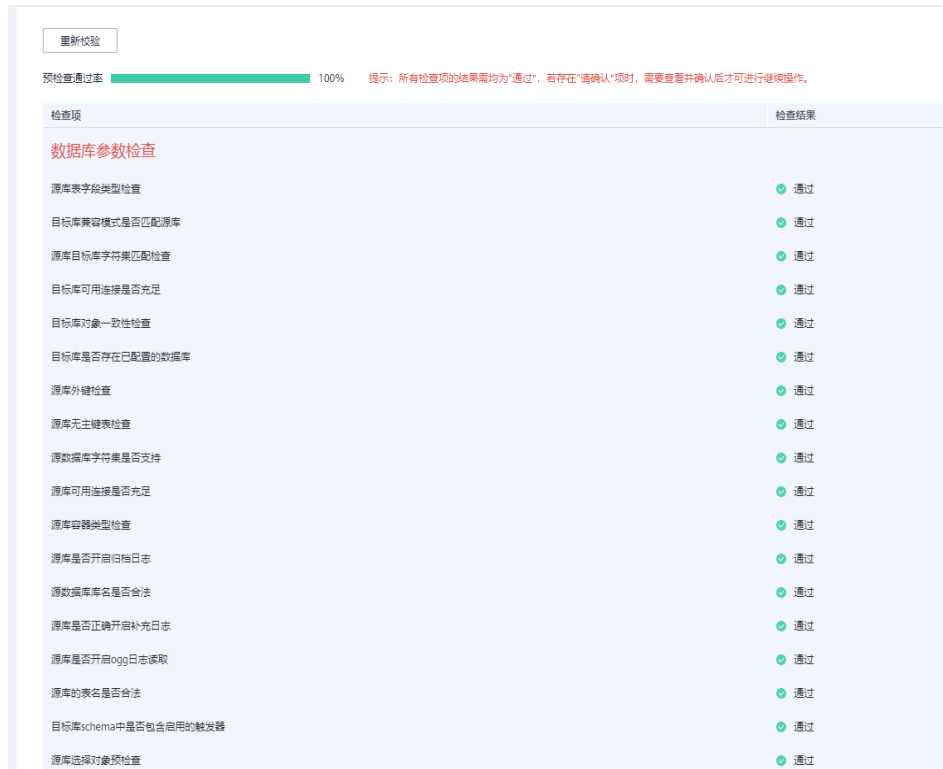 重新校验
预检查通过率 100% 提示：所有检查项的结果需均为"通过"，若存在"请确认"项时，需要查看并确认后才可进行继续操作。
检查项 检查结果
数据库参数检查
源库表字段类型检查 通过
目标库兼容模式是否匹配源库 通过
源库目标库字符集匹配检查 通过
目标库可用连接是否充足 通过
目标库对象一致性检查 通过
目标库是否存在已配置的数据库 通过
源库外键检查 通过
源库无主键表检查 通过
源数据库字符集是否支持 通过
源库可用连接是否充足 通过
源库容器类型检查 通过
源库是否开启归档日志 通过
源数据库库名是否合法 通过
源库是否正确开启补充日志 通过
源库是否开启ogg日志读取 通过
源库的表名是否合法 通过
目标库schema中是否包含启用的触发器 通过
源库选择对象预检查 通过